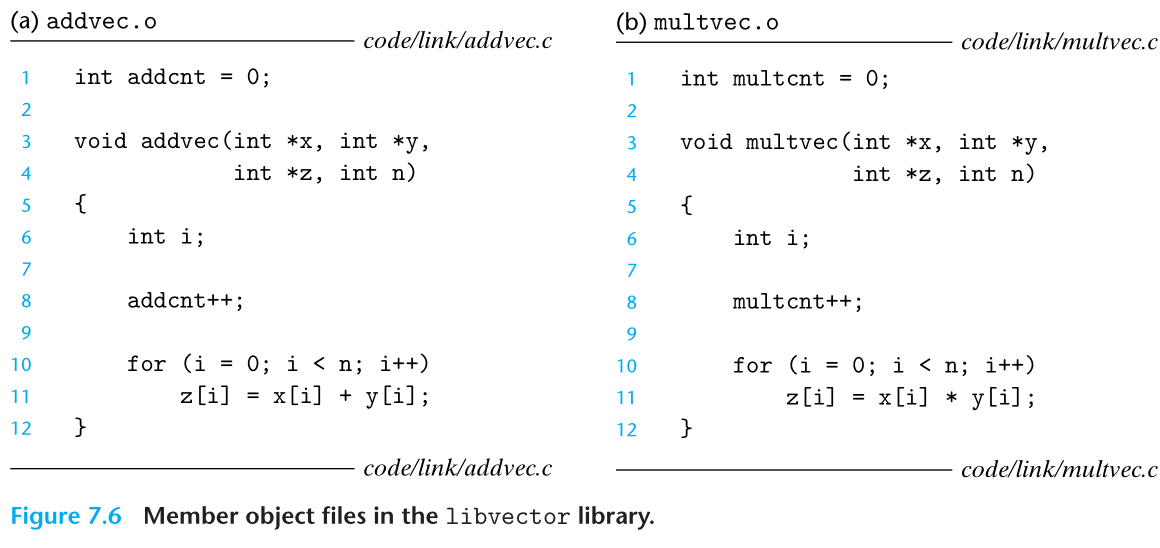 (a) addvec.o
code/link/addvec.c
1 int addcnt = 0;
2
3 void addvec(int *x, int *y,
4             int *z, int n)
5 {
6     int i;
7
8     addcnt++;
9
10     for (i = 0; i < n; i++)
11         z[i] = x[i] + y[i];
12 }
code/link/addvec.c
(b) multvec.o
code/link/multvec.c
1 int multcnt = 0;
2
3 void multvec(int *x, int *y,
4              int *z, int n)
5 {
6     int i;
7
8     multcnt++;
9
10     for (i = 0; i < n; i++)
11         z[i] = x[i] * y[i];
12 }
code/link/multvec.c
Figure 7.6 Member object files in the libvector library.